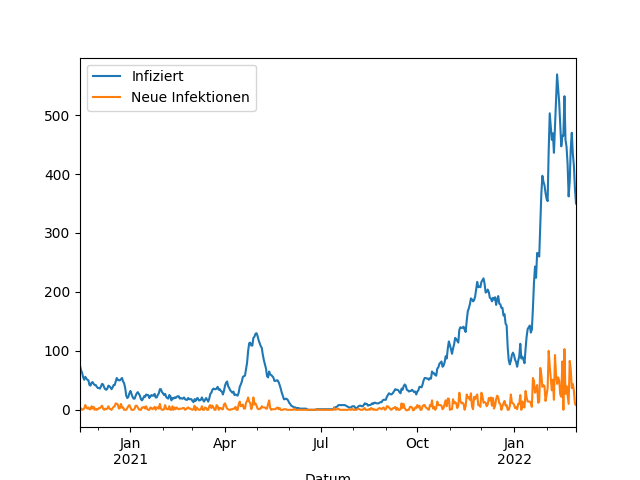 Infiziert
Neue Infektionen
500
400
300
200
100
0
Jan
2021
Apr
Jul
Oct
Jan
2022
Datum